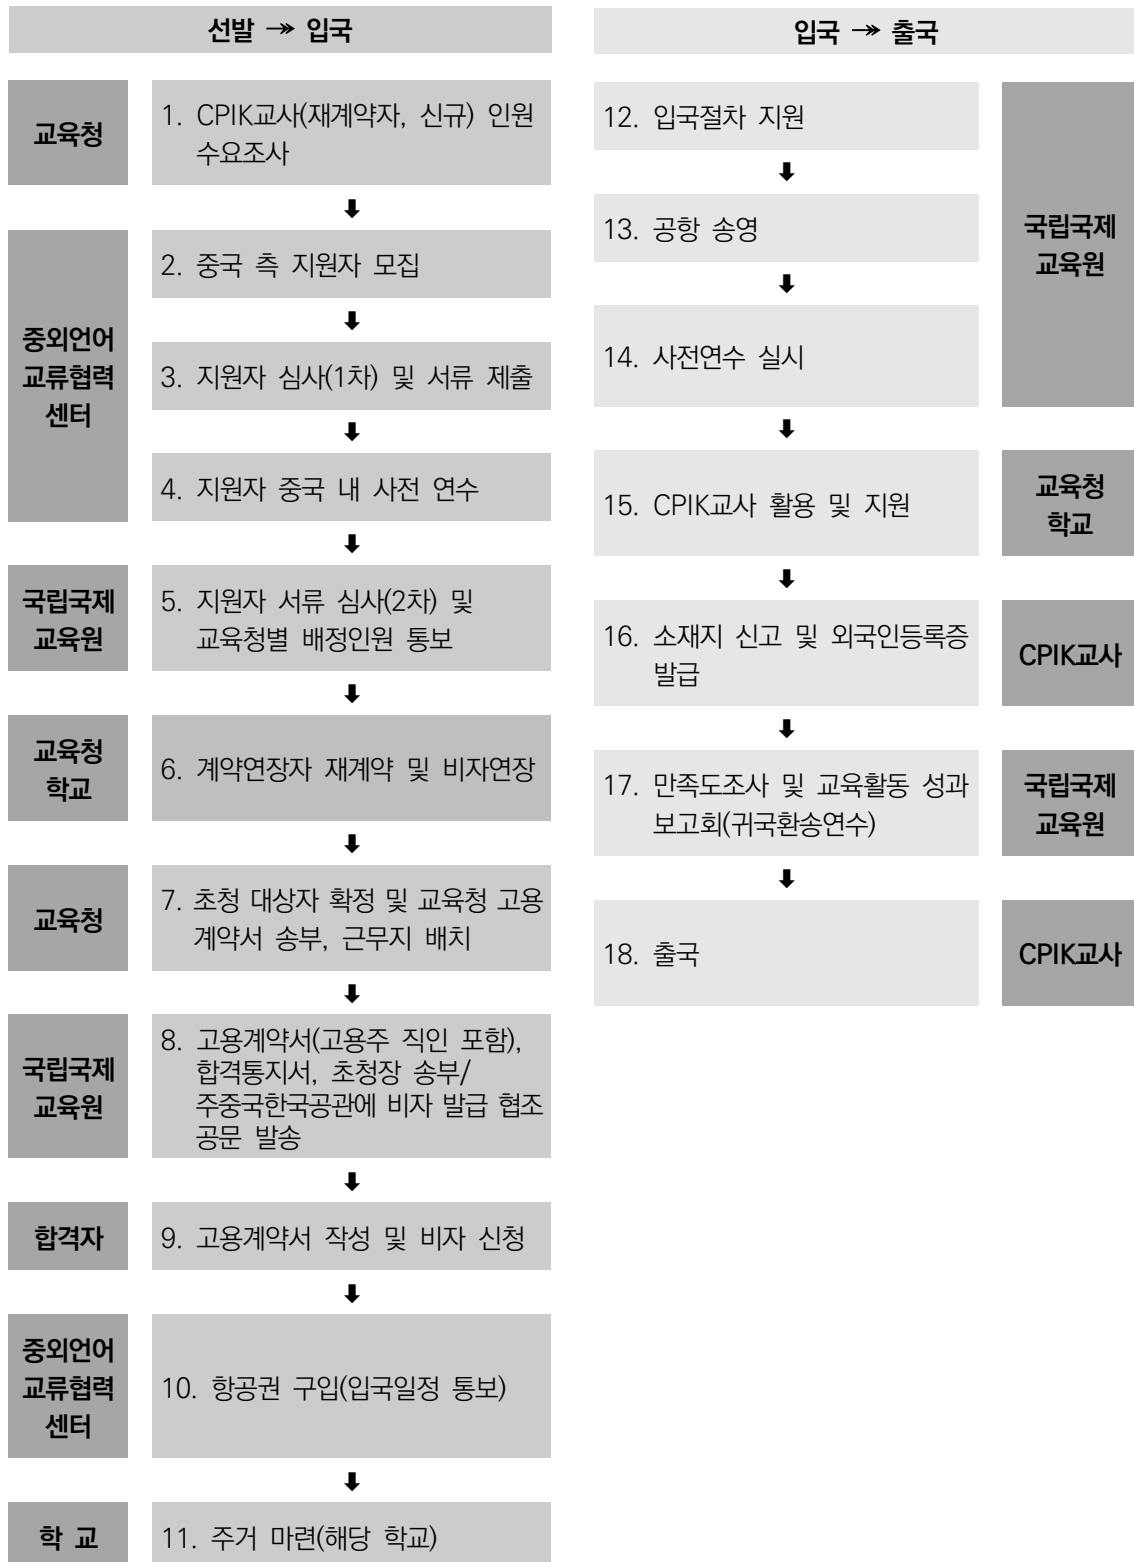 선발 ↠ 입국
교육청
1. CPIK교사(재계약자, 신규) 인원
수요조사
⬇
중외언어
교류협력
센터
2. 중국 측 지원자 모집
⬇
3. 지원자 심사(1차) 및 서류 제출
⬇
4. 지원자 중국 내 사전 연수
⬇
국립국제
교육원
5. 지원자 서류 심사(2차) 및
교육청별 배정인원 통보
⬇
교육청
학교
6. 계약연장자 재계약 및 비자연장
⬇
교육청
7. 초청 대상자 확정 및 교육청 고용
계약서 송부, 근무지 배치
⬇
국립국제
교육원
8. 고용계약서(고용주 직인 포함),
합격통지서, 초청장 송부/
주중국한국공관에 비자 발급 협조
공문 발송
⬇
합격자
9. 고용계약서 작성 및 비자 신청
⬇
중외언어
교류협력
센터
10. 항공권 구입(입국일정 통보)
⬇
학 교
11. 주거 마련(해당 학교)
입국 ↠ 출국
12. 입국절차 지원
⬇
13. 공항 송영
⬇
14. 사전연수 실시
국립국제
교육원
⬇
15. CPIK교사 활용 및 지원
교육청
학교
⬇
16. 소재지 신고 및 외국인등록증
발급
CPIK교사
⬇
17. 만족도조사 및 교육활동 성과
보고회(귀국환송연수)
국립국제
교육원
⬇
18. 출국
CPIK교사